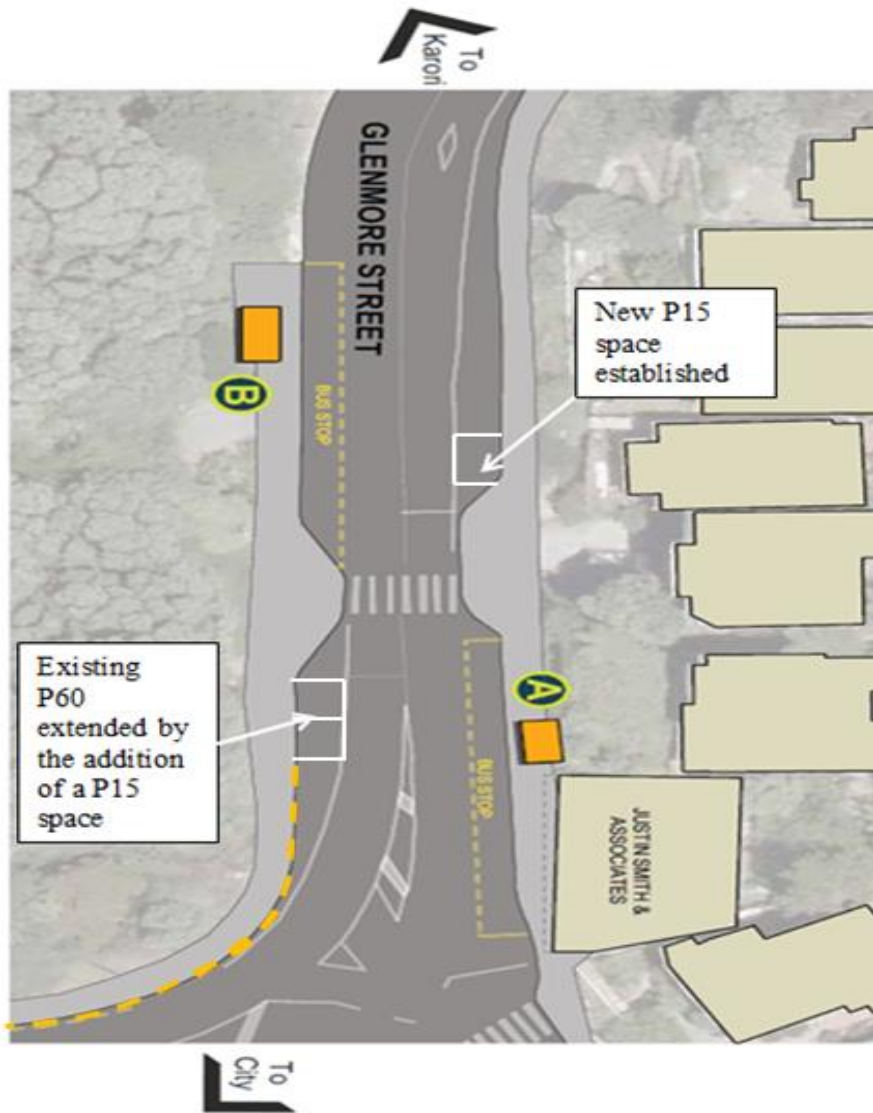 To
Karori
GLENMORE STREET
New P15
space
established
B
BUS STOP
Existing
P60
extended by
the addition
of a P15
space
A
BUS STOP
JUSTIN SMITH &
ASSOCIATES
To
City